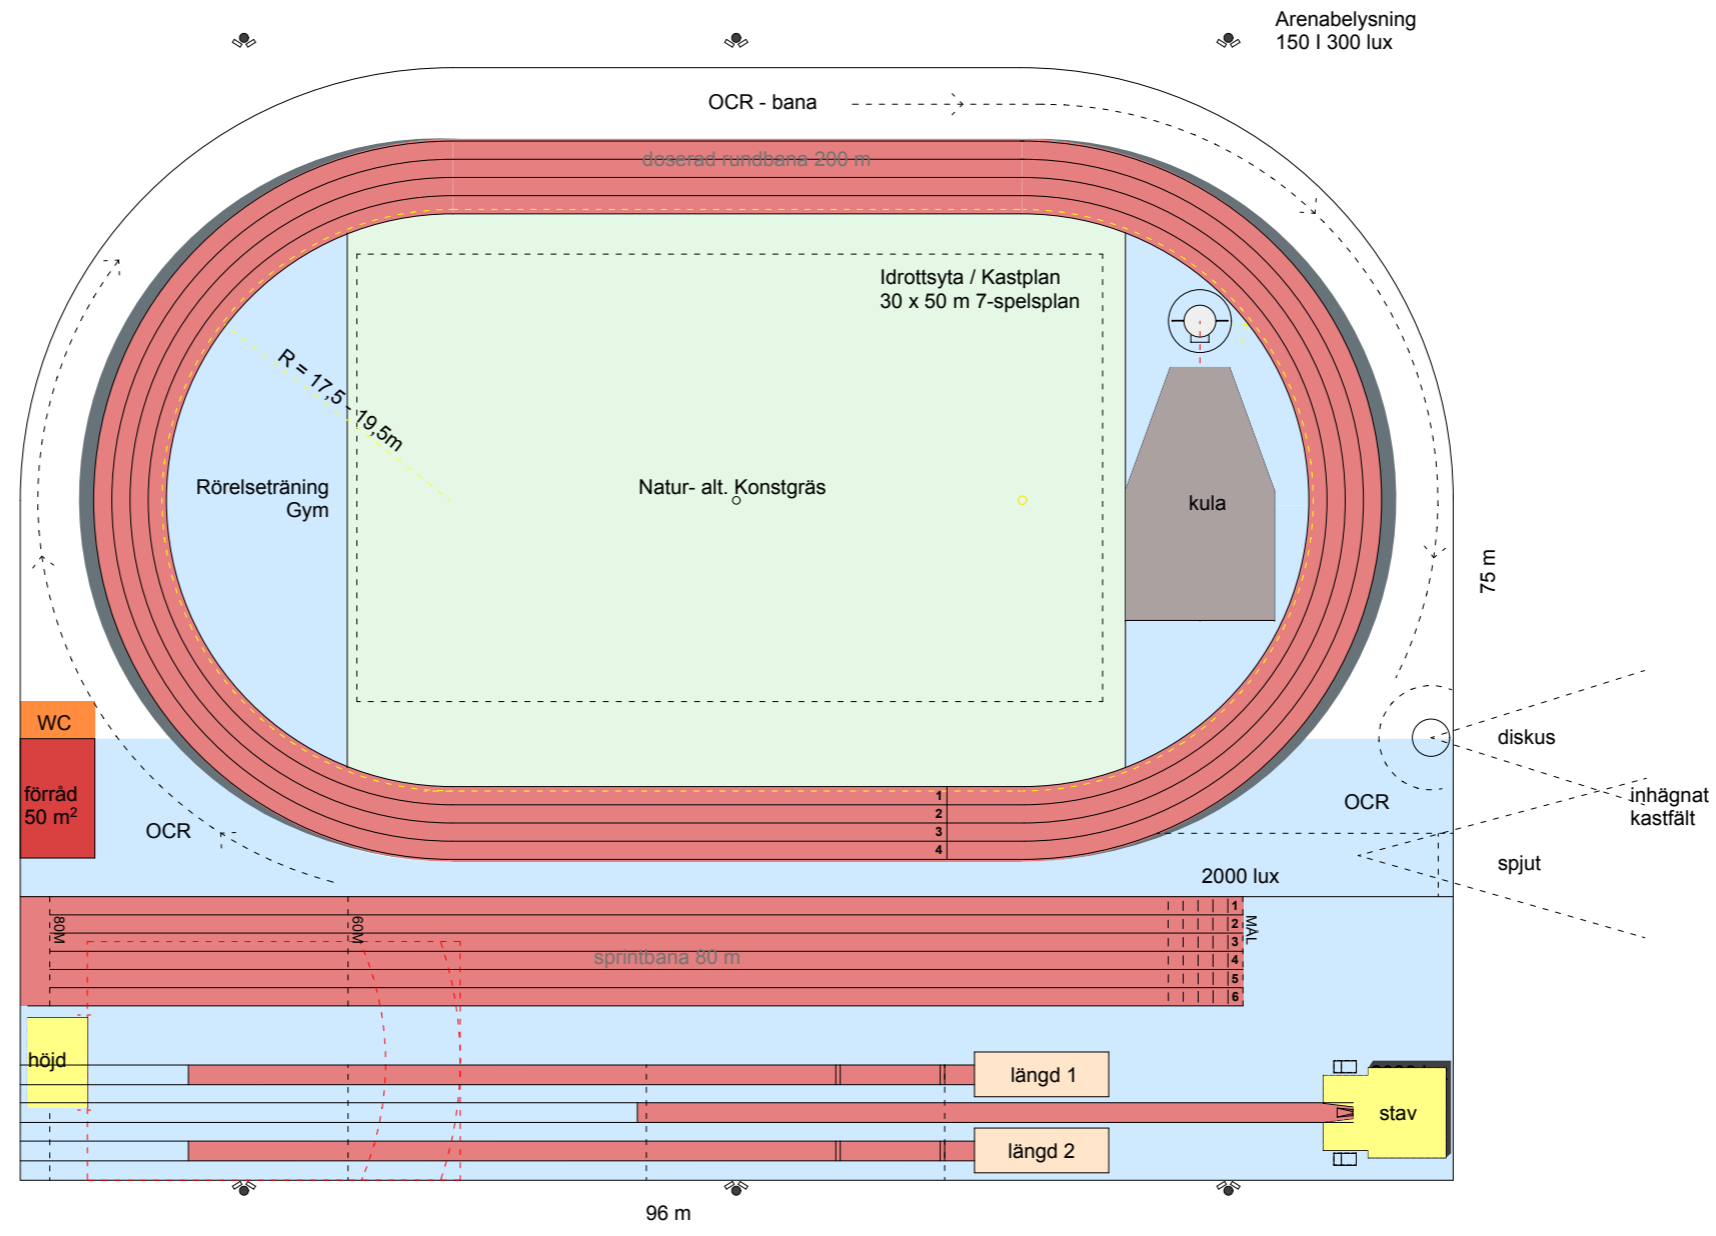 Arenabelysning
150 I 300 lux
OCR - bana
doserad rundbana 200 m
Idrottsyta / Kastplan
30 x 50 m 7-spelsplan
R = 17,5 - 19,5m
Rörelseträning
Gym
Natur- alt. Konstgräs
kula
75 m
WC
diskus
förråd
50 m²
OCR
1
2
3
4
OCR
inhägnat
kastfält
spjut
2000 lux
80M
60M
sprintbana 80 m
1
2
3
4
5
6
MÅL
höjd
längd 1
stav
längd 2
96 m